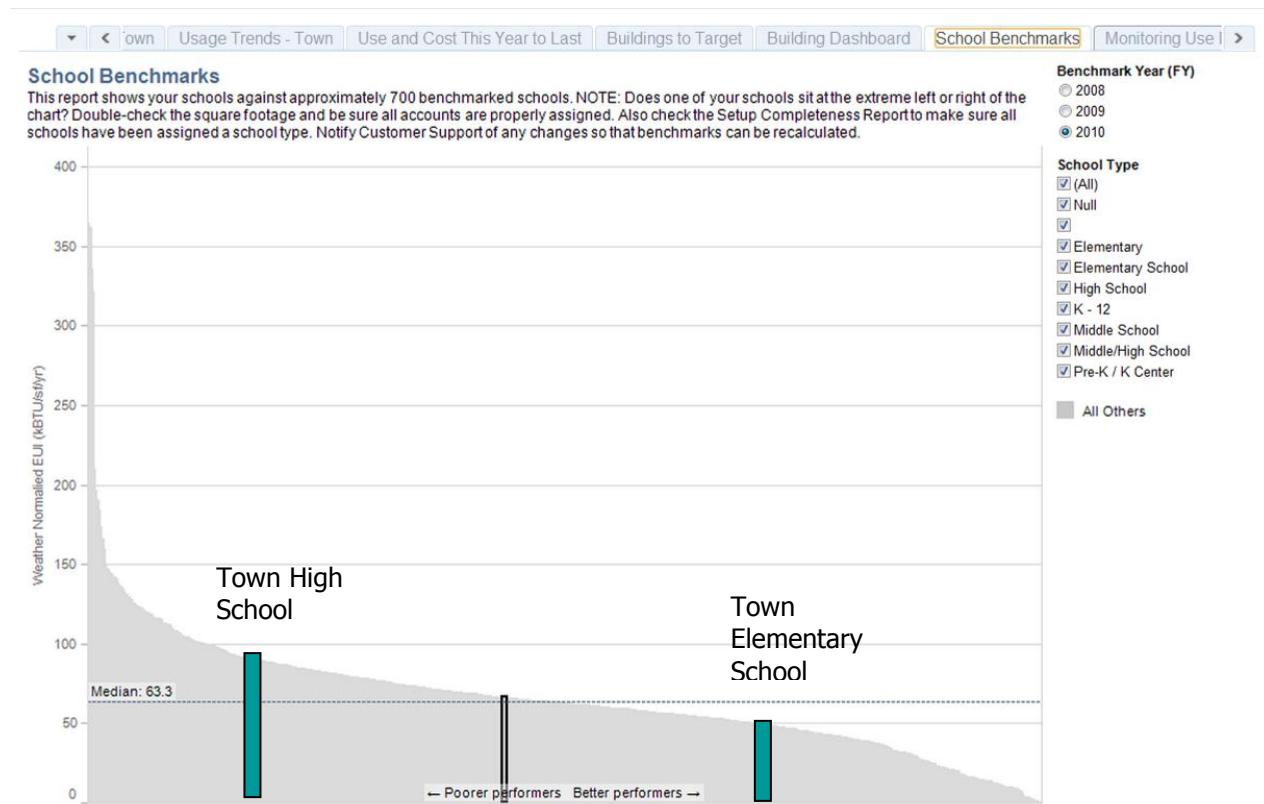 own
Usage Trends - Town
Use and Cost This Year to Last
Buildings to Target
Building Dashboard
School Benchmarks
Monitoring Use
School Benchmarks
This report shows your schools against approximately 700 benchmarked schools. NOTE: Does one of your schools sit at the extreme left or right of the
chart? Double-check the square footage and be sure all accounts are properly assigned. Also check the Setup Completeness Report to make sure all
schools have been assigned a school type. Notify Customer Support of any changes so that benchmarks can be recalculated.
Benchmark Year (FY)
2008
2009
2010
School Type
(All)
Null
Elementary
Elementary School
High School
K - 12
Middle School
Middle/High School
Pre-K / K Center
All Others
Weather Normalied EUI (kBTU/sf/yr)
400
350
300
250
200
150
100
50
0
Town High
School
Town
Elementary
School
Median: 63.3
← Poorer performers Better performers →